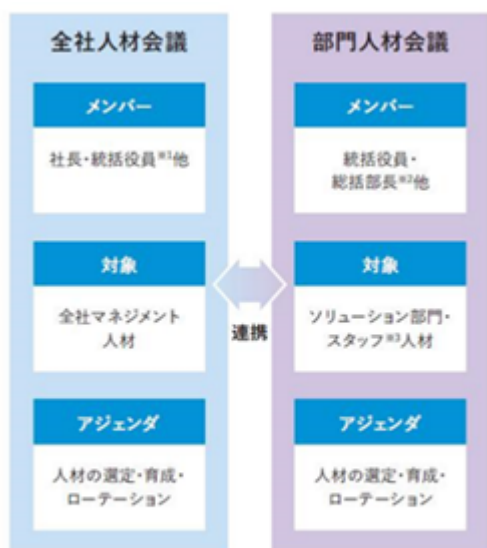 全社人材会議
メンバー
社長・統括役員※1他
対象
全社マネジメント
人材
アジェンダ
人材の選定・育成・
ローテーション
連携
部門人材会議
メンバー
統括役員・
総括部長※2他
対象
ソリューション部門・
スタッフ※3人材
アジェンダ
人材の選定・育成・
ローテーション